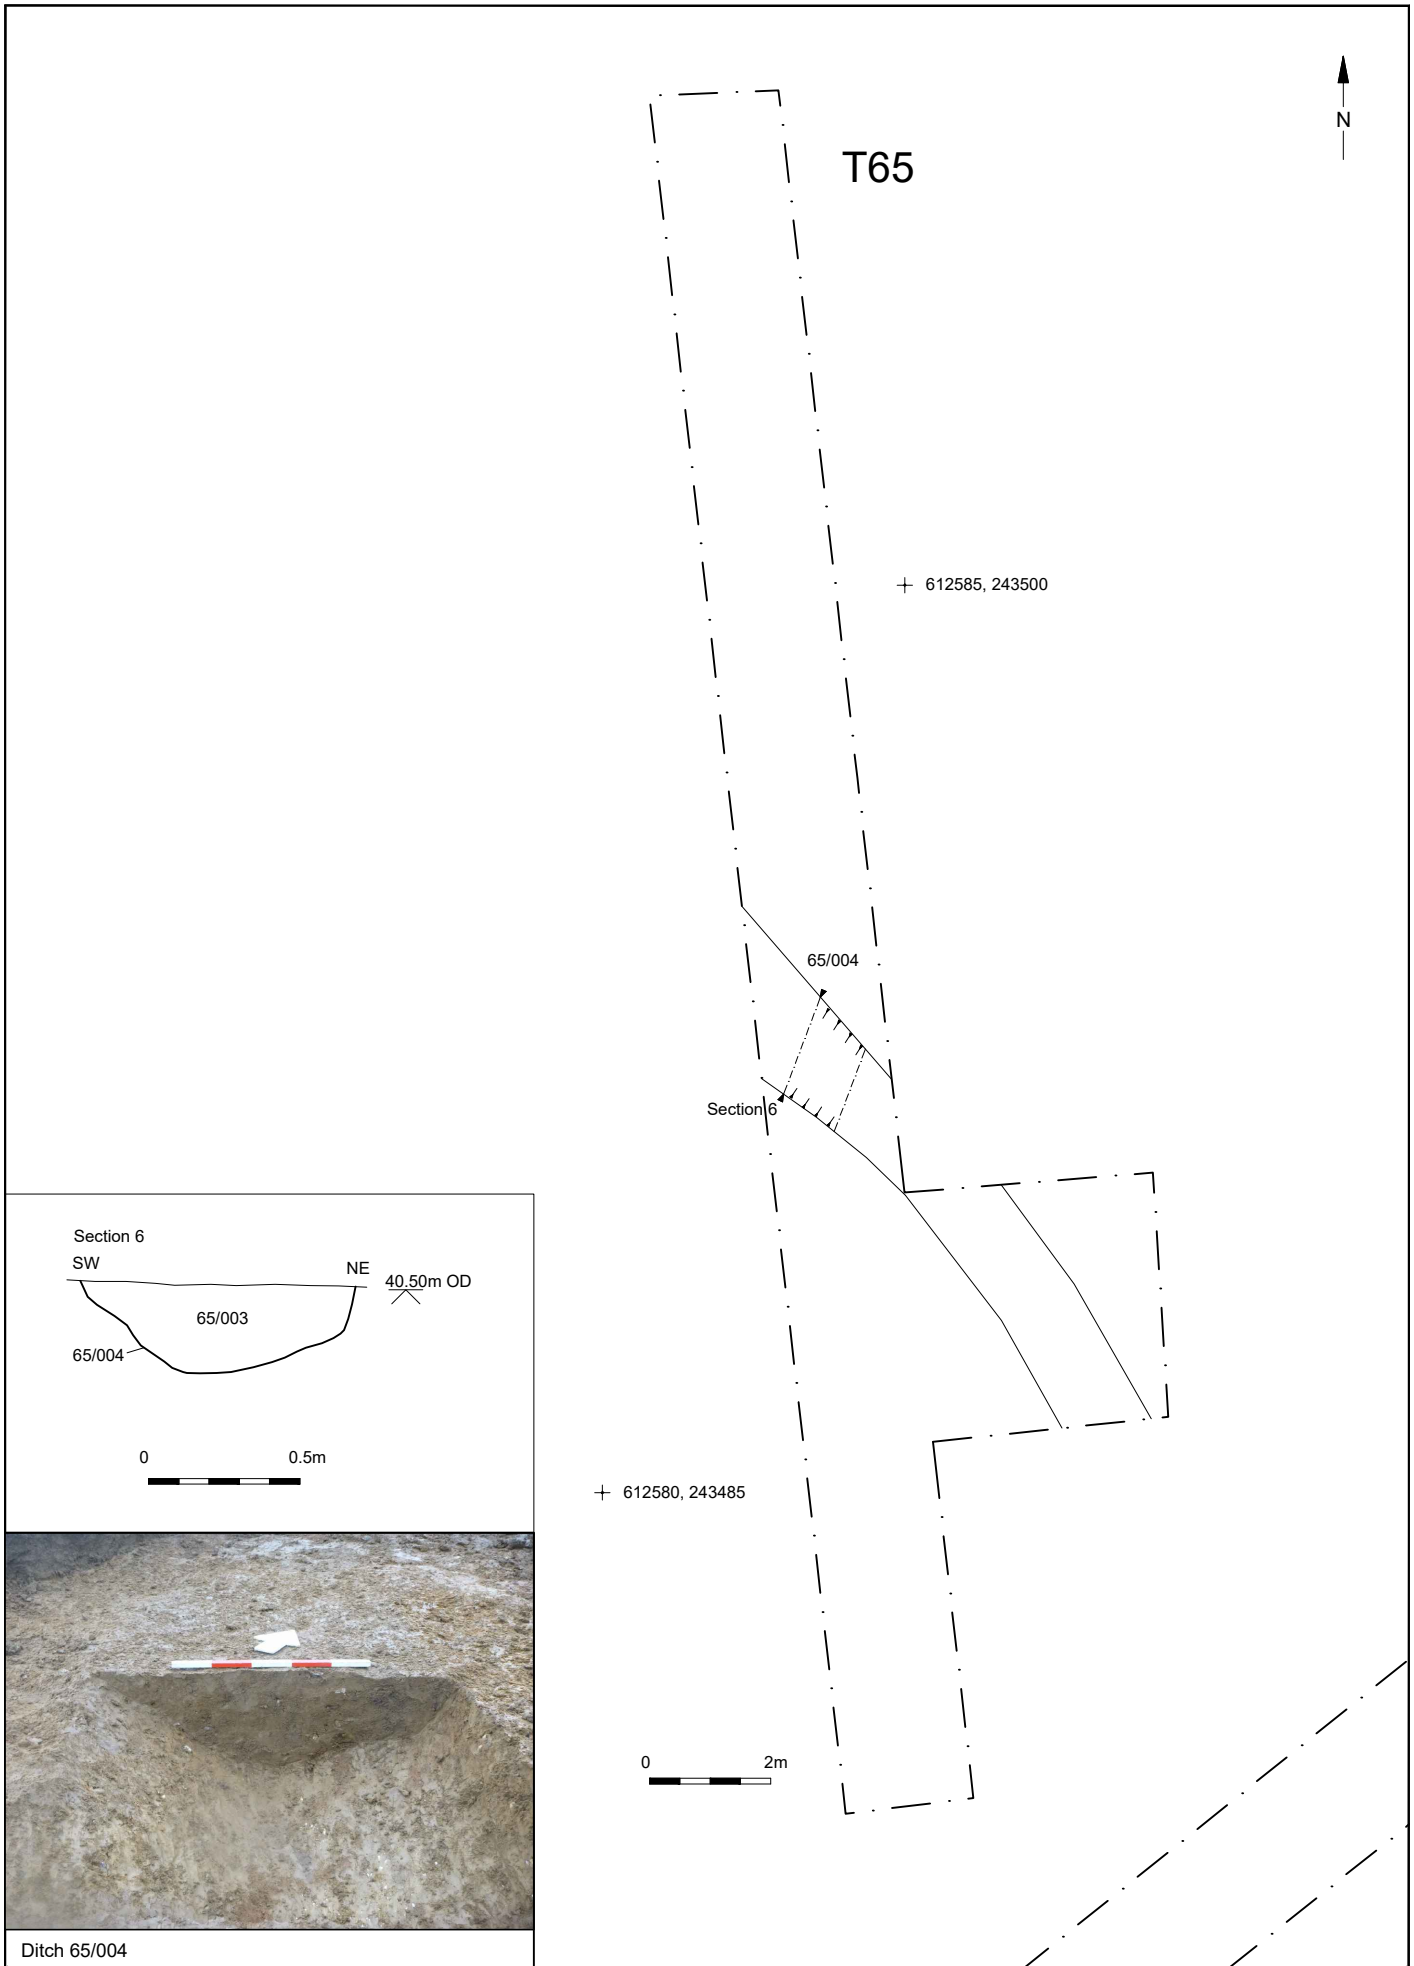 N
T65
612585, 243500
65/004
Section 6
Section 6
SW
NE
40.50m OD
65/003
65/004
0 0.5m
612580, 243485
0 2m
Ditch 65/004